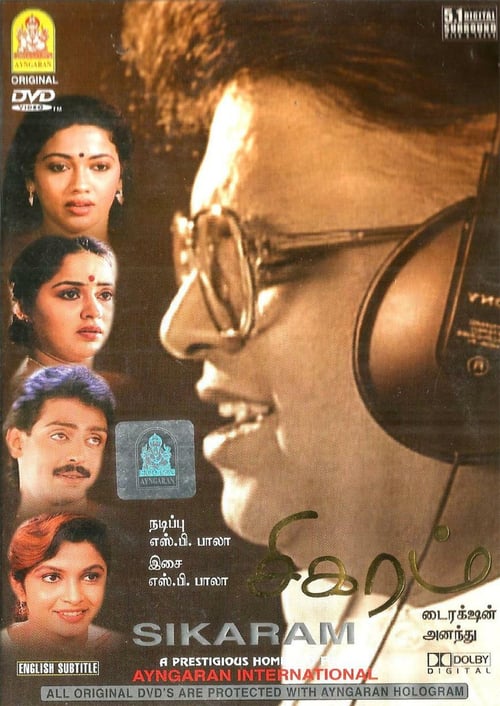 AYNGARAN
ORIGINAL
DVD
VIDEO TM
5.1 DIGITAL
SURROUND
AYNGARAN
நடிப்பு
எஸ்.பி. பாலா
இசை
எஸ்.பி. பாலா
சிகரம்
SIKARAM
டைரக்ஷன்
அனந்து
A PRESTIGIOUS HOME
AYNGARAN INTERNATIONAL
ENGLISH SUBTITLE
DOLBY
DIGITAL
ALL ORIGINAL DVD'S ARE PROTECTED WITH AYNGARAN HOLOGRAM